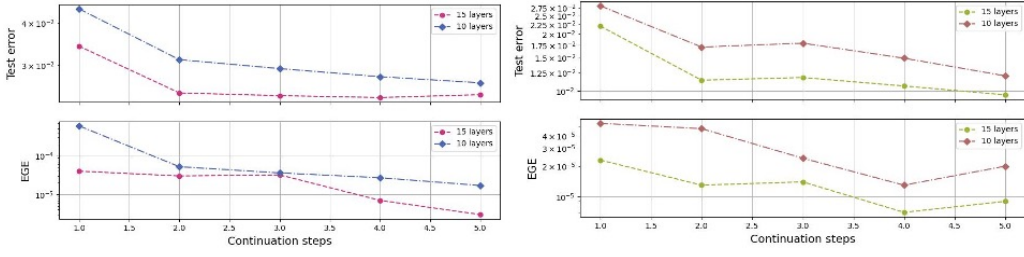 Test error
4 × 10⁻²
3 × 10⁻²
15 layers
10 layers
EGE
10⁻⁴
10⁻⁵
15 layers
10 layers
1.0 1.5 2.0 2.5 3.0 3.5 4.0 4.5 5.0
Continuation steps
Test error
2.75 × 10⁻²
2.5 × 10⁻²
2.25 × 10⁻²
2 × 10⁻²
1.75 × 10⁻²
1.5 × 10⁻²
1.25 × 10⁻²
10⁻²
15 layers
10 layers
EGE
4 × 10⁻⁵
3 × 10⁻⁵
2 × 10⁻⁵
10⁻⁵
15 layers
10 layers
1.0 1.5 2.0 2.5 3.0 3.5 4.0 4.5 5.0
Continuation steps